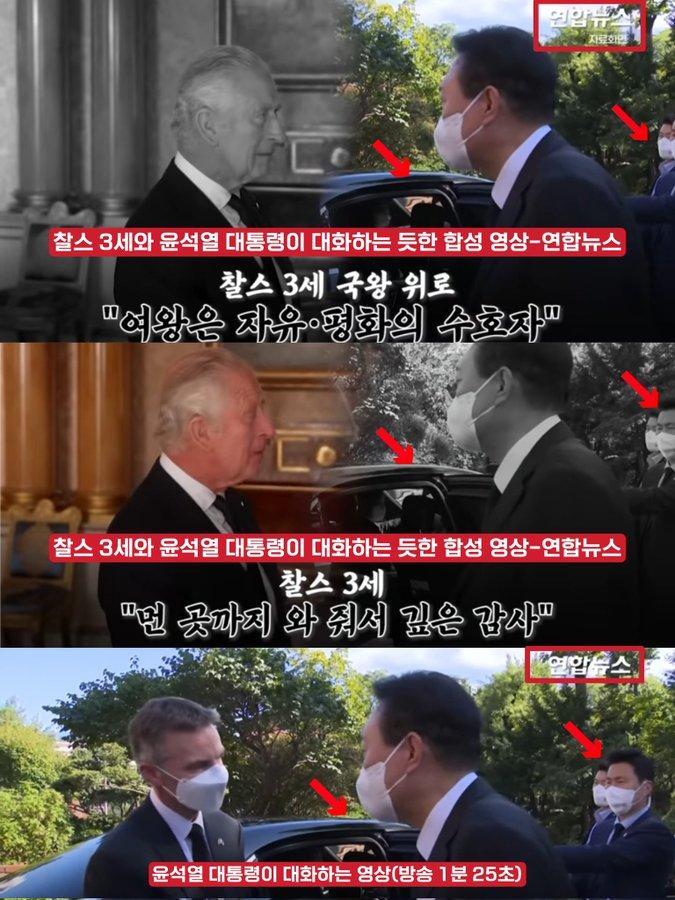 연합뉴스
자료화면
찰스 3세와 윤석열 대통령이 대화하는 듯한 합성 영상-연합뉴스
찰스 3세 국왕 위로
"여왕은 자유·평화의 수호자"
찰스 3세와 윤석열 대통령이 대화하는 듯한 합성 영상-연합뉴스
찰스 3세
"먼 곳까지 와 줘서 깊은 감사"
연합뉴스
윤석열 대통령이 대화하는 영상(방송 1분 25초)